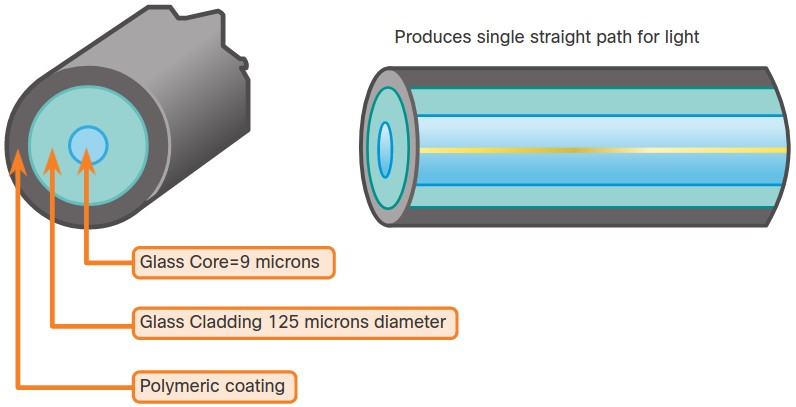 Produces single straight path for light
Glass Core=9 microns
Glass Cladding 125 microns diameter
Polymeric coating